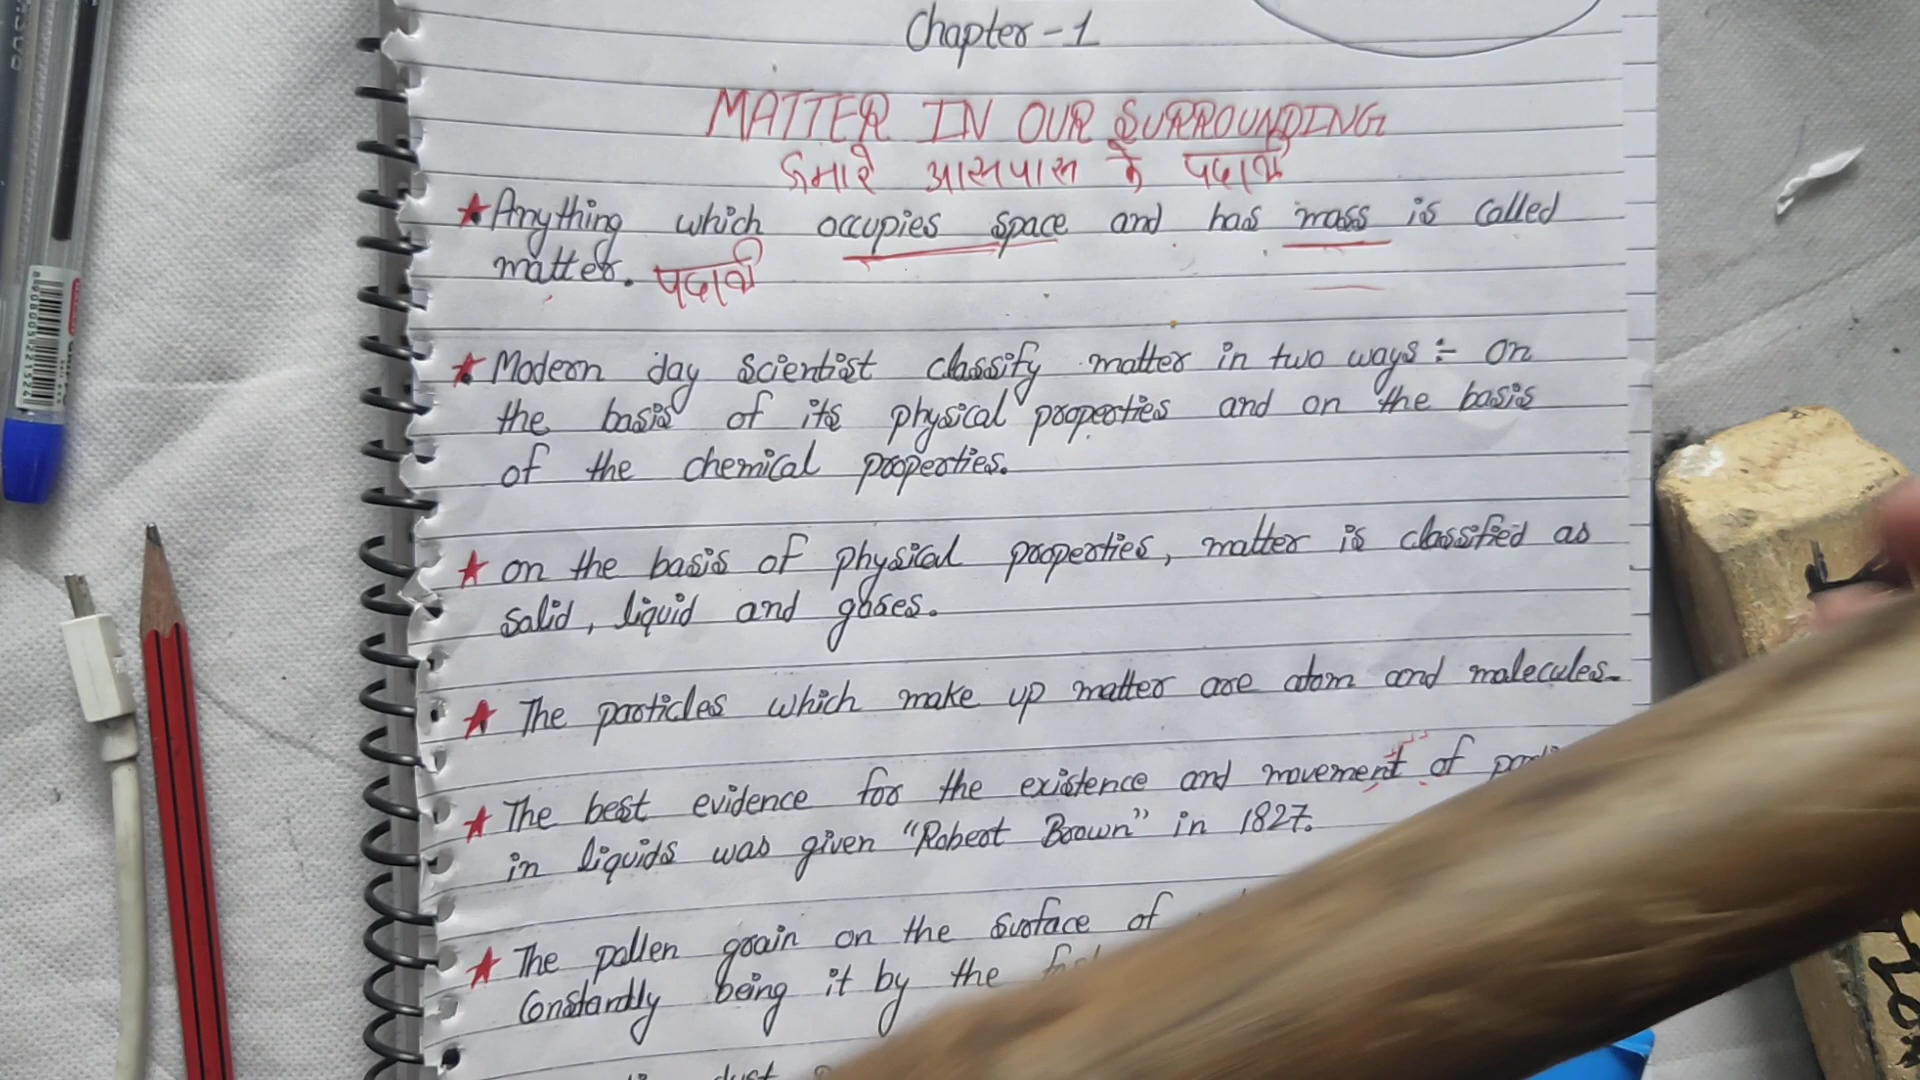 Chapter - 1
MATTER IN OUR SURROUNDING
हमारे आसपास के पदार्थ
Anything which occupies space and has mass is called
matter. पदार्थ
Modern day scientist classify matter in two ways :- on
the basis of its physical properties and on the basis
of the chemical properties.
on the basis of physical properties, matter is classified as
salid, liquid and gases.
The particles which make up matter are atom and malecules.
The best evidence for the existence and movement of
in liquids was given "Robert Brown" in 1827.
The pollen grain on the surface of
Constantly being it by the
dust